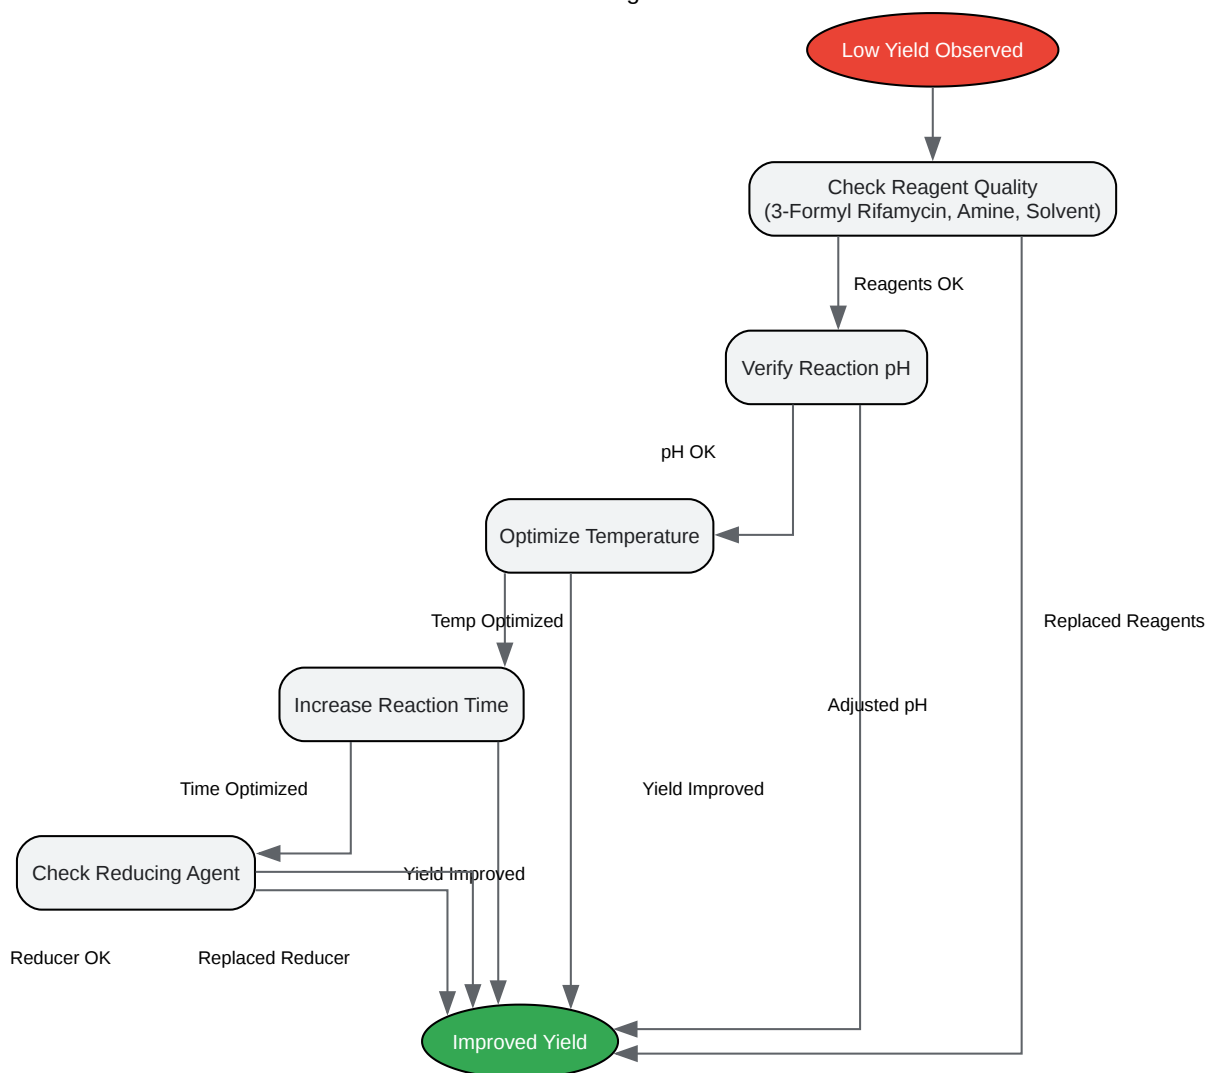 Low Yield Observed
Check Reagent Quality
(3-Formyl Rifamycin, Amine, Solvent)
Reagents OK
Verify Reaction pH
pH OK
Optimize Temperature
Temp Optimized
Replaced Reagents
Increase Reaction Time
Adjusted pH
Time Optimized
Yield Improved
Check Reducing Agent
Yield Improved
Reducer OK
Replaced Reducer
Improved Yield